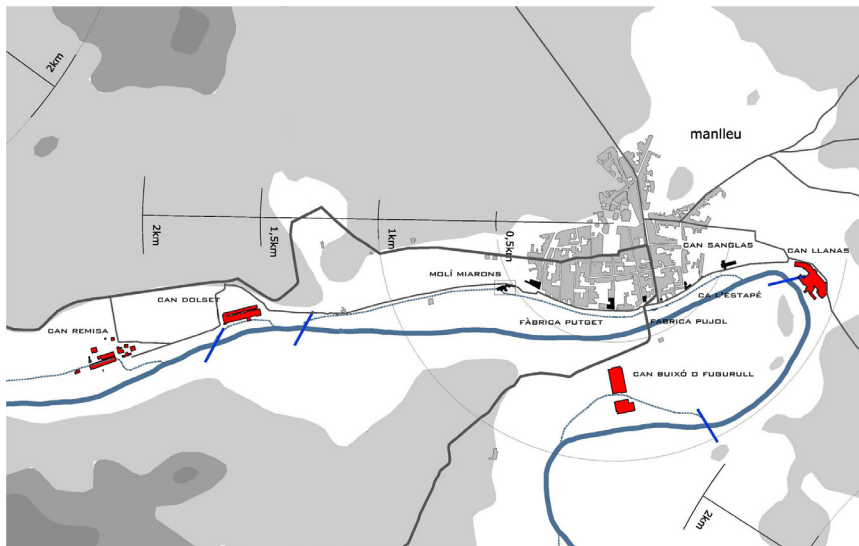 2km
manlleu
2km
1,5km
1km
0,5km
CAN SANGLAS
CAN LLANAS
MOLÍ MIARONS
CA L'ESTAPÉ
CAN DOLSET
CAN REMISA
FÀBRICA PUTGET
FABRICA PUJOL
CAN BUIXÓ O FUGURULL
2km